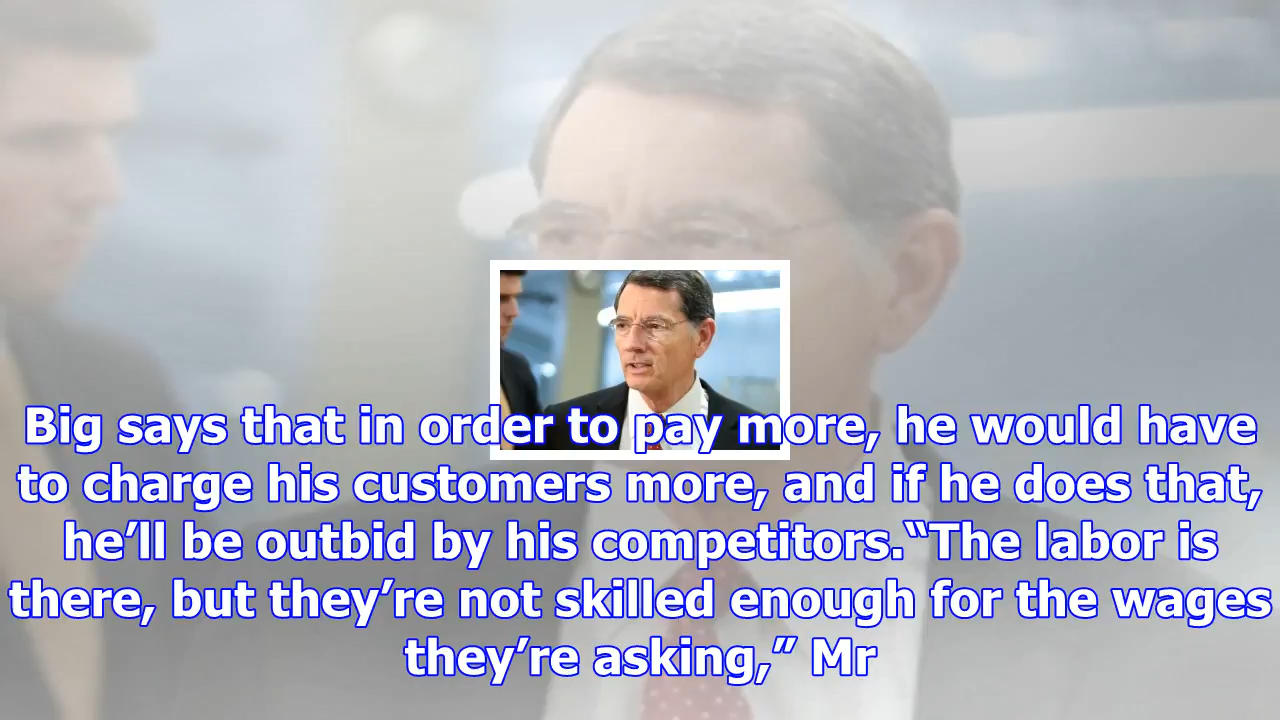 Big says that in order to pay more, he would have
to charge his customers more, and if he does that,
he’ll be outbid by his competitors.“The labor is
there, but they’re not skilled enough for the wages
they’re asking,” Mr